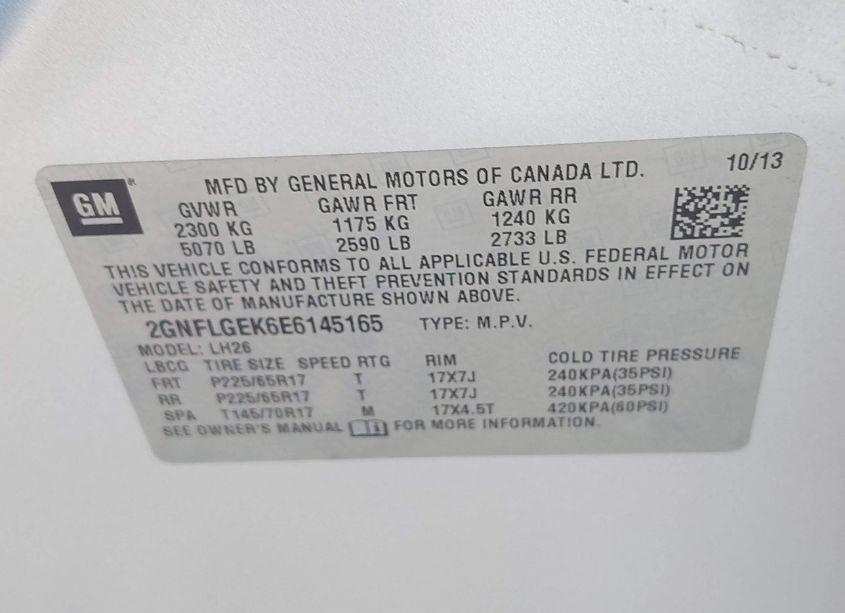 GM
MFD BY GENERAL MOTORS OF CANADA LTD. 10/13
GVWR GAWR FRT GAWR RR
2300 KG 1175 KG 1240 KG
5070 LB 2590 LB 2733 LB
THIS VEHICLE CONFORMS TO ALL APPLICABLE U.S. FEDERAL MOTOR
VEHICLE SAFETY AND THEFT PREVENTION STANDARDS IN EFFECT ON
THE DATE OF MANUFACTURE SHOWN ABOVE.
2GNFLGEK6E6145165 TYPE: M.P.V.
MODEL: LH26
LBCG TIRE SIZE SPEED RTG RIM COLD TIRE PRESSURE
FRT P225/65R17 T 17X7J 240KPA(35PSI)
RR P225/65R17 T 17X7J 240KPA(35PSI)
SPA T145/70R17 M 17X4.5T 420KPA(60PSI)
SEE OWNER'S MANUAL FOR MORE INFORMATION.